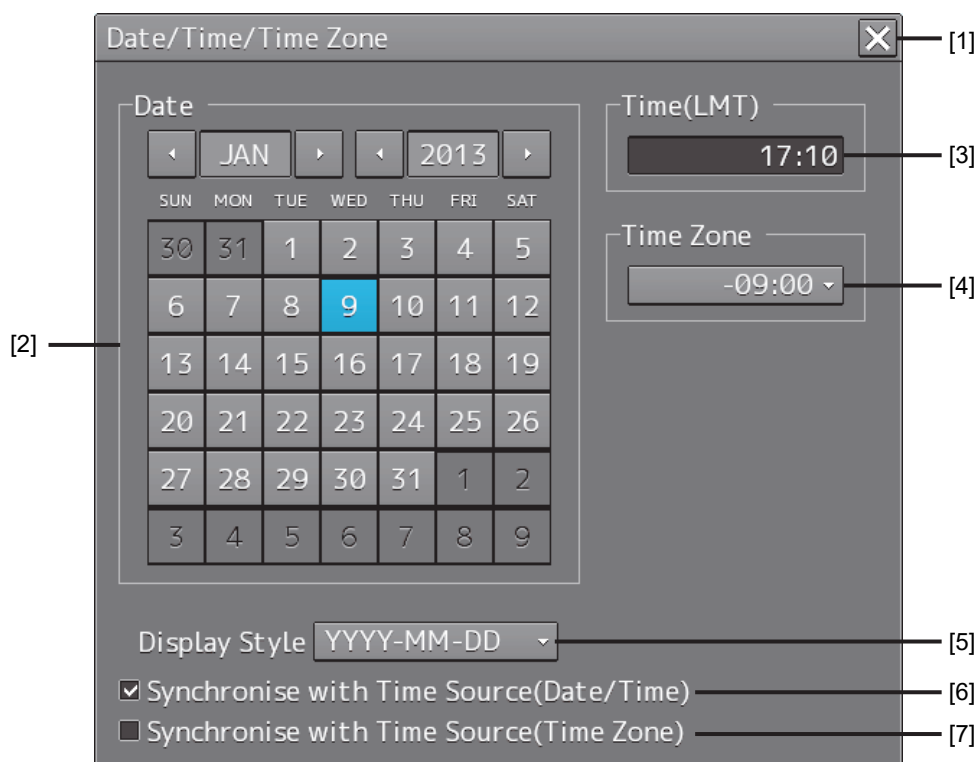 Date/Time/Time Zone
[1]
Date
JAN 2013
SUN MON TUE WED THU FRI SAT
30 31 1 2 3 4 5
6 7 8 9 10 11 12
13 14 15 16 17 18 19
20 21 22 23 24 25 26
27 28 29 30 31 1 2
3 4 5 6 7 8 9
[2]
Time(LMT)
17:10
[3]
Time Zone
-09:00
[4]
Display Style YYYY-MM-DD
[5]
Synchronise with Time Source(Date/Time)
[6]
Synchronise with Time Source(Time Zone)
[7]